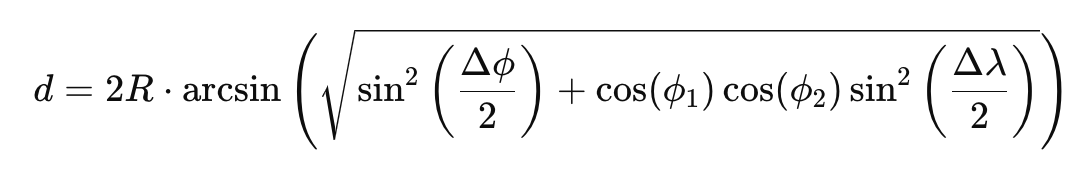 d = 2R · arcsin(√(sin²(Δϕ/2) + cos(ϕ₁) cos(ϕ₂) sin²(Δλ/2)))